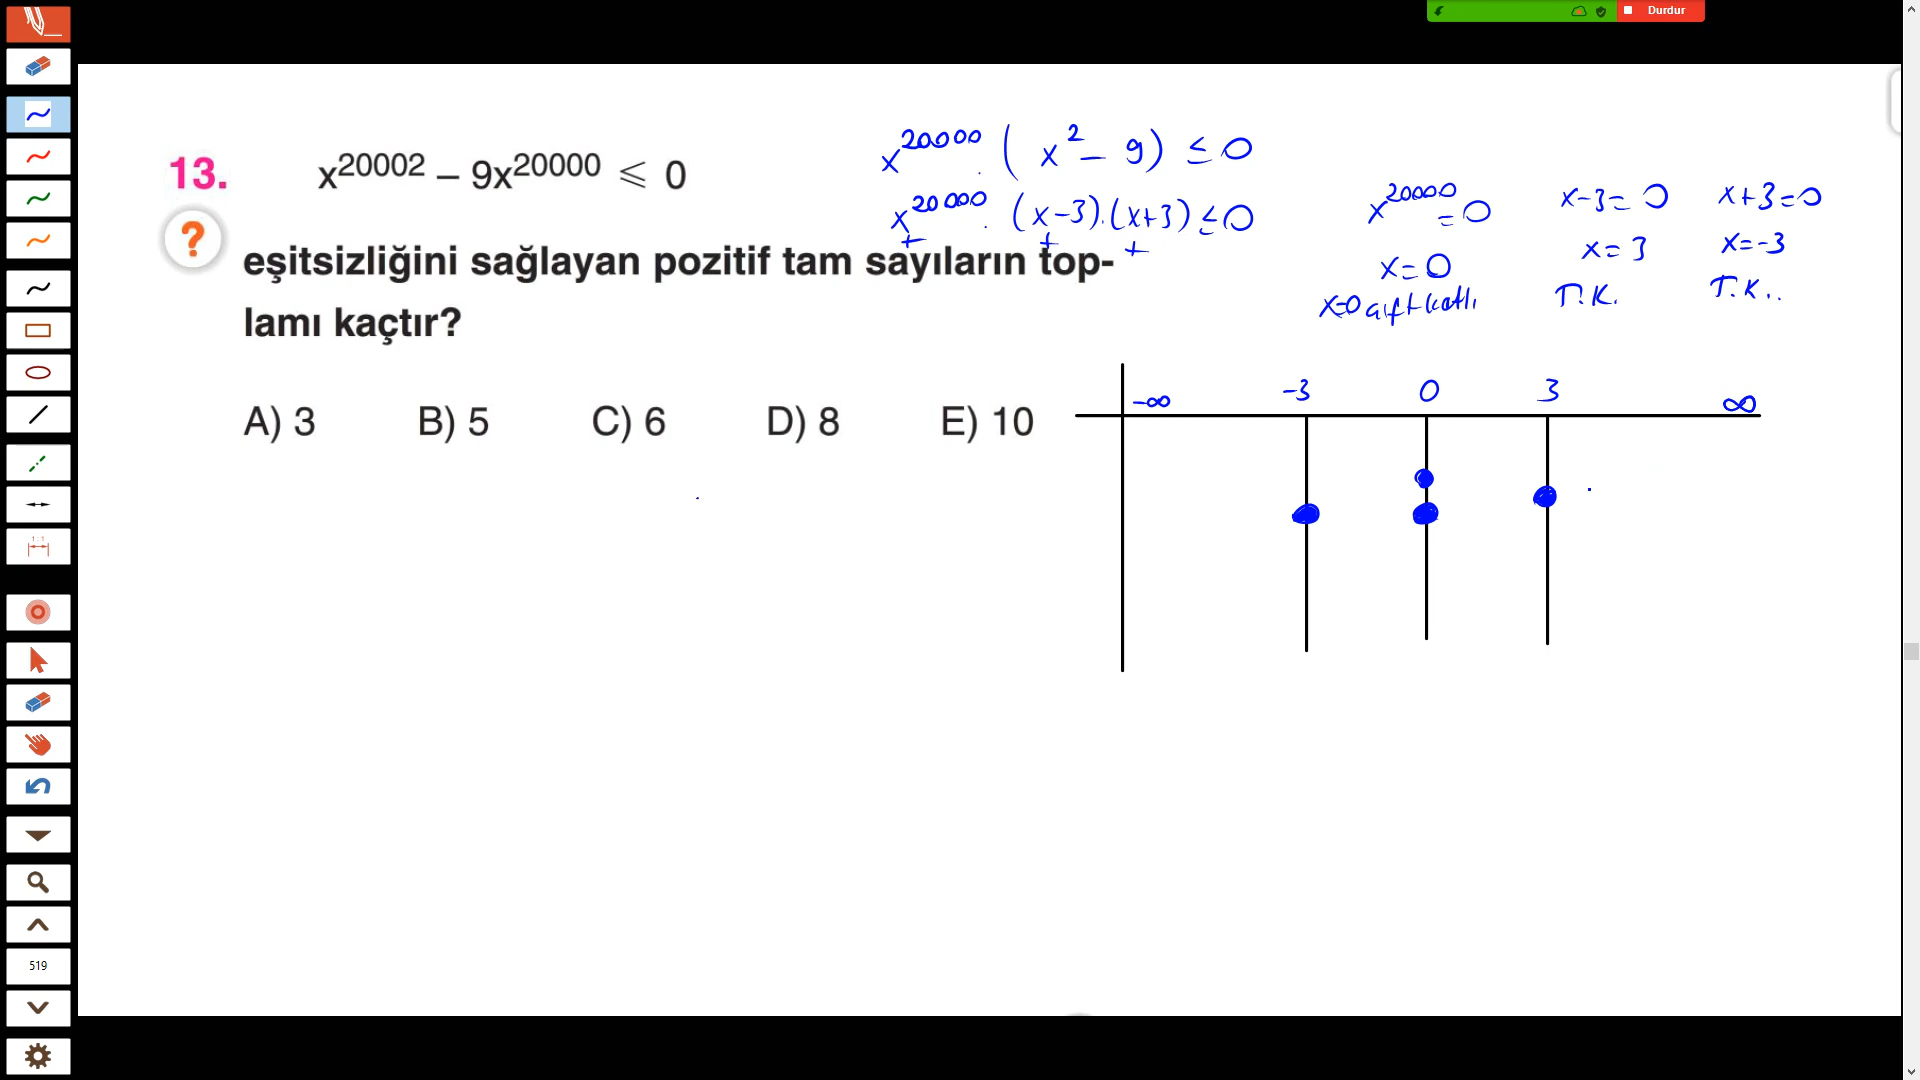 Durdur
13. x^20002 – 9x^20000 ⩽ 0
?
eşitsizliğini sağlayan pozitif tam sayıların top-
lamı kaçtır?
A) 3 B) 5 C) 6 D) 8 E) 10
x^20000 . (x^2 – 9) ≤ 0
x^20000 . (x–3).(x+3) ≤ 0
+ + +
x^20000 = 0
x = 0
x=0 çift katlı
x–3= 0
x= 3
T.K.
x+3=0
x=-3
T.K..
-∞ -3 0 3 ∞
1:1
519